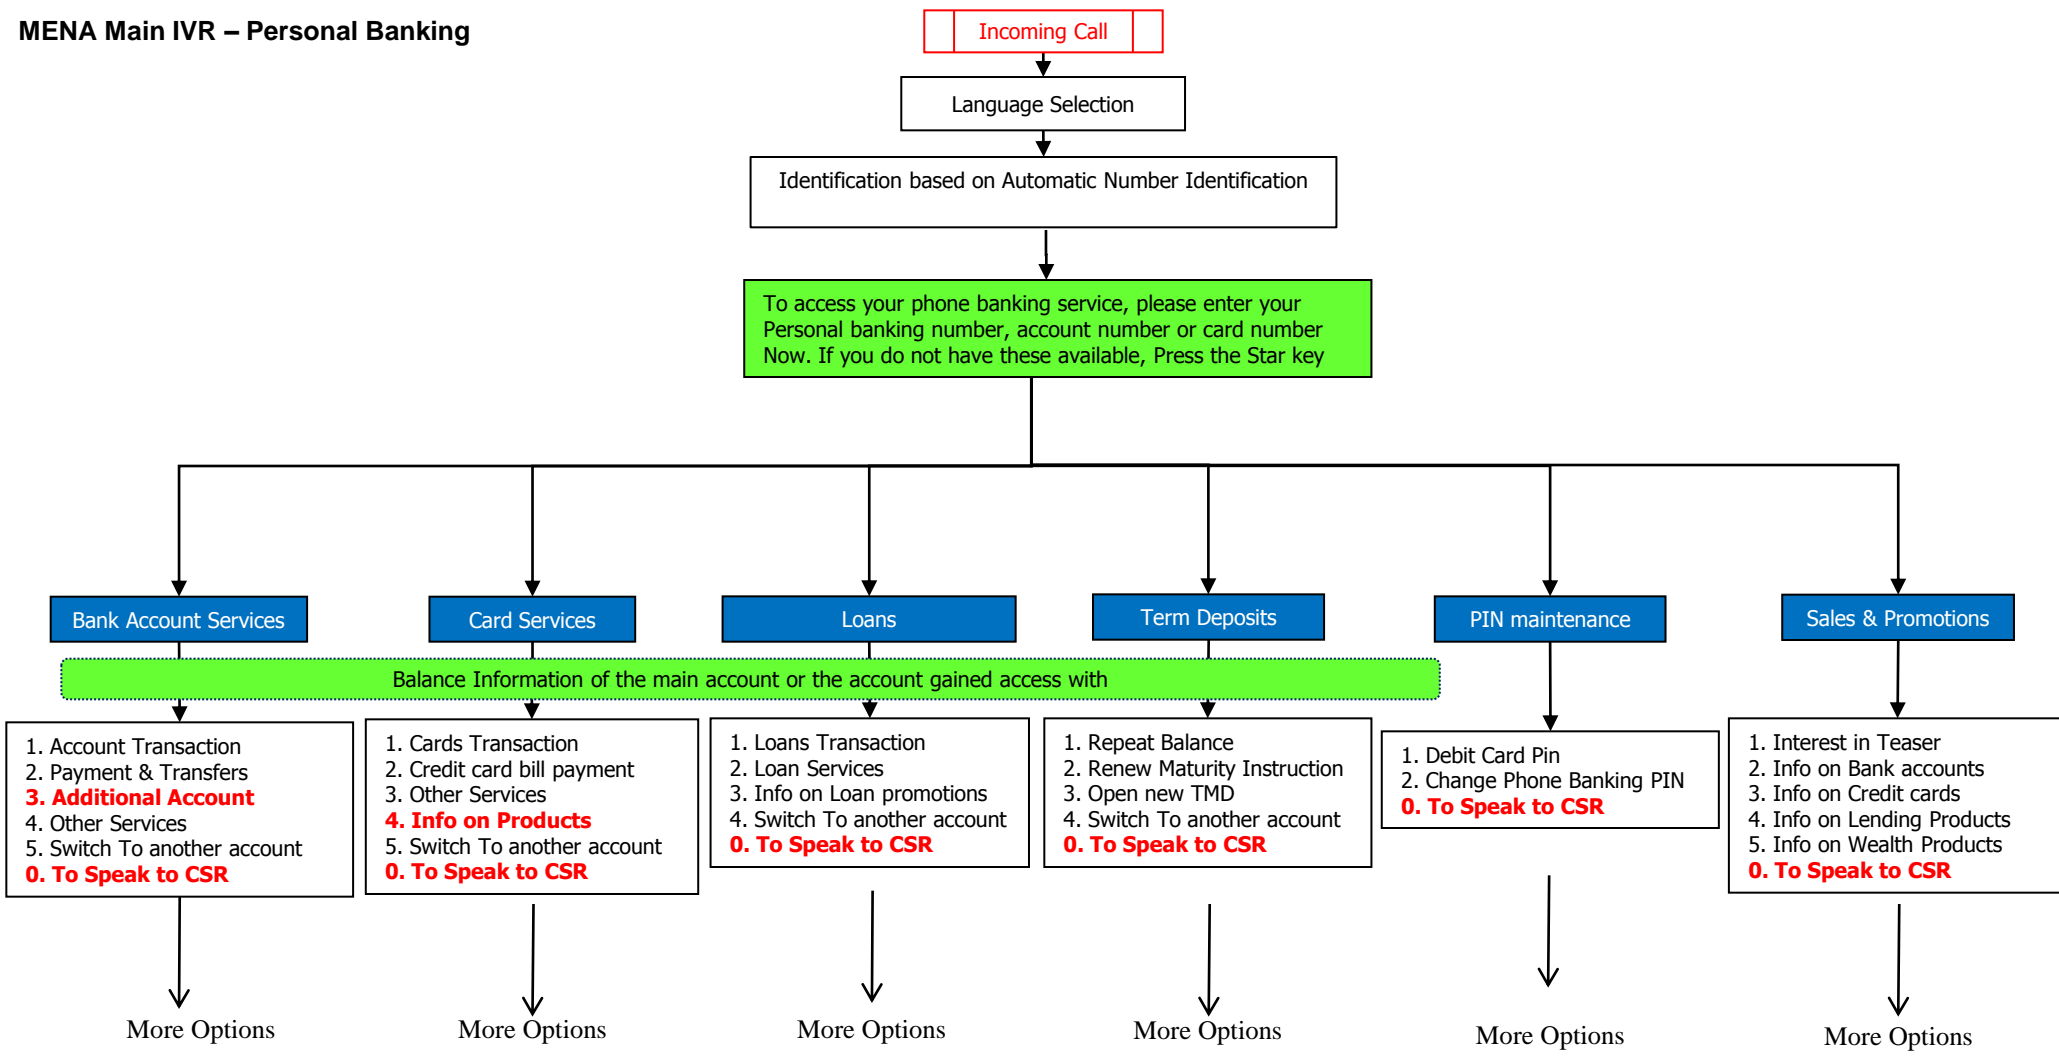 MENA Main IVR – Personal Banking
Incoming Call
Language Selection
Identification based on Automatic Number Identification
To access your phone banking service, please enter your
Personal banking number, account number or card number
Now. If you do not have these available, Press the Star key
Bank Account Services
Card Services
Loans
Term Deposits
PIN maintenance
Sales & Promotions
Balance Information of the main account or the account gained access with
1. Account Transaction
2. Payment & Transfers
3. Additional Account
4. Other Services
5. Switch To another account
0. To Speak to CSR
1. Cards Transaction
2. Credit card bill payment
3. Other Services
4. Info on Products
5. Switch To another account
0. To Speak to CSR
1. Loans Transaction
2. Loan Services
3. Info on Loan promotions
4. Switch To another account
0. To Speak to CSR
1. Repeat Balance
2. Renew Maturity Instruction
3. Open new TMD
4. Switch To another account
0. To Speak to CSR
1. Debit Card Pin
2. Change Phone Banking PIN
0. To Speak to CSR
1. Interest in Teaser
2. Info on Bank accounts
3. Info on Credit cards
4. Info on Lending Products
5. Info on Wealth Products
0. To Speak to CSR
More Options
More Options
More Options
More Options
More Options
More Options